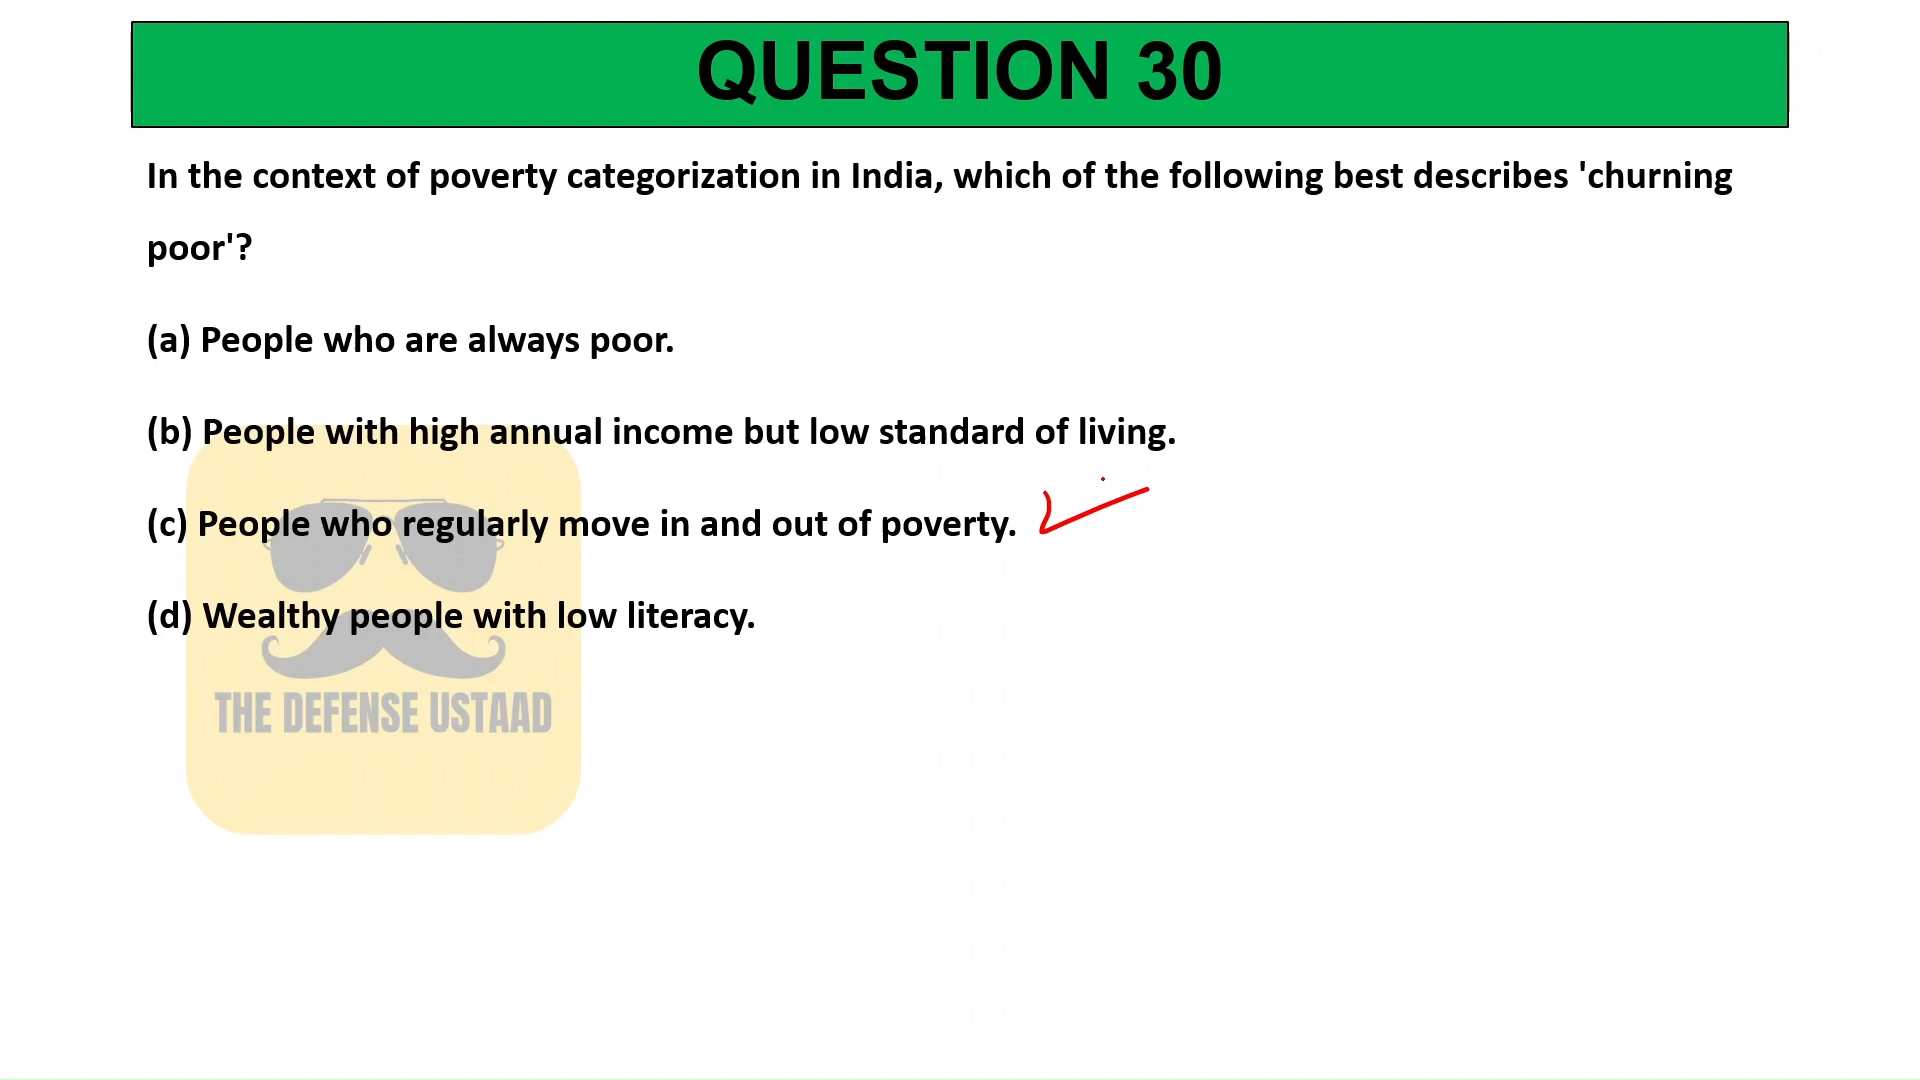 QUESTION 30
In the context of poverty categorization in India, which of the following best describes 'churning
poor'?
(a) People who are always poor.
(b) People with high annual income but low standard of living.
(c) People who regularly move in and out of poverty.
(d) Wealthy people with low literacy.
THE DEFENSE USTAAD